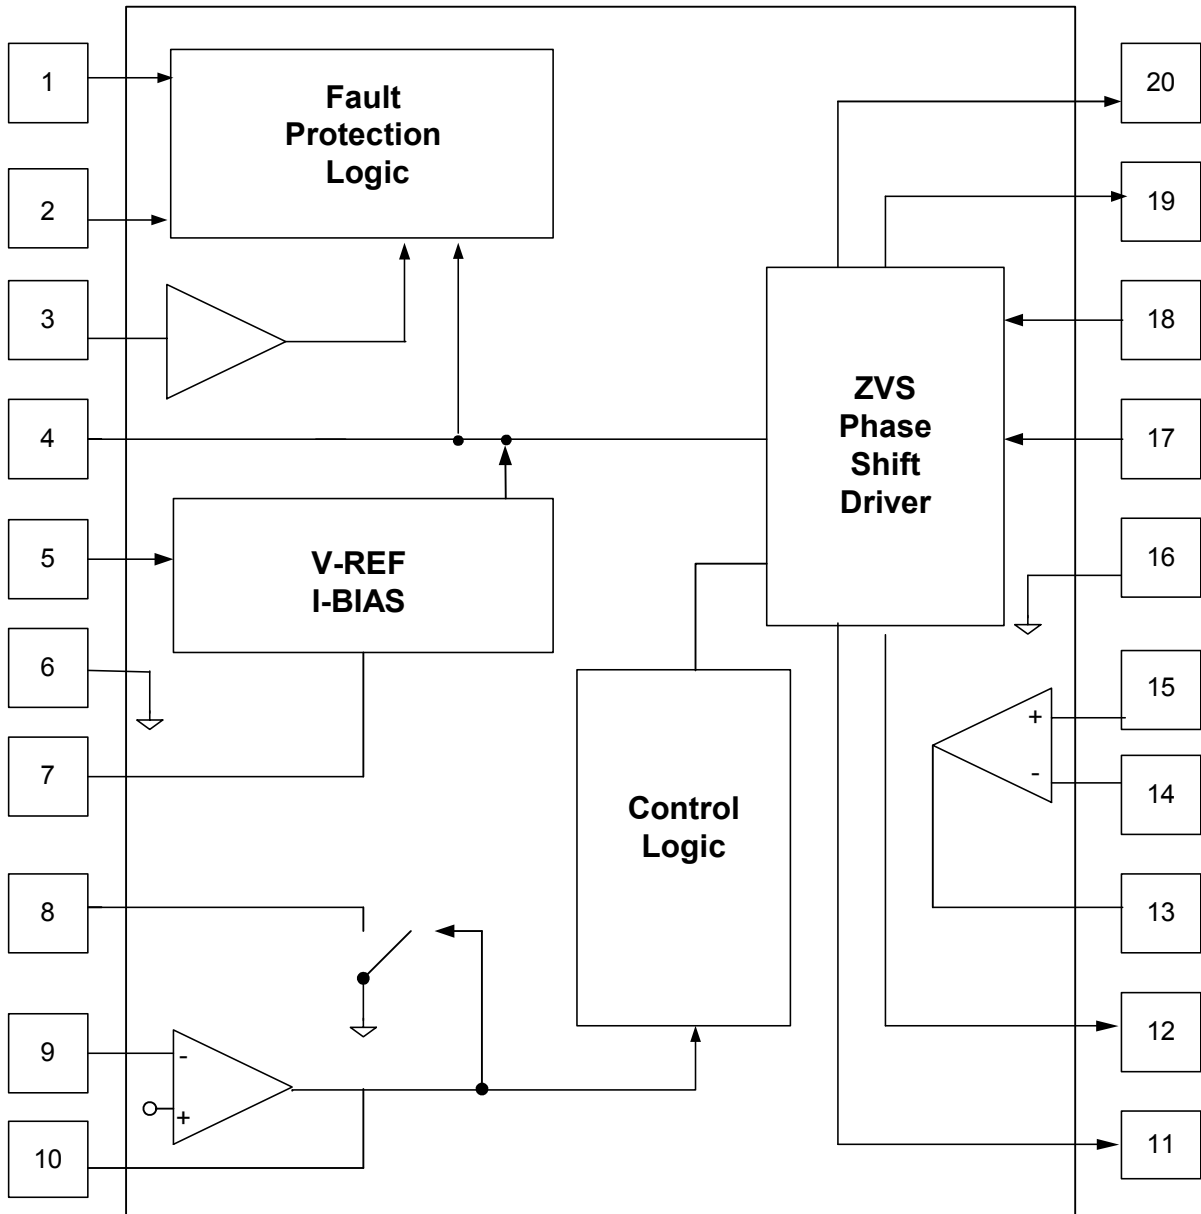 1
2
3
4
5
6
7
8
9
10
Fault
Protection
Logic
V-REF
I-BIAS
-
+
Control
Logic
ZVS
Phase
Shift
Driver
+
-
20
19
18
17
16
15
14
13
12
11